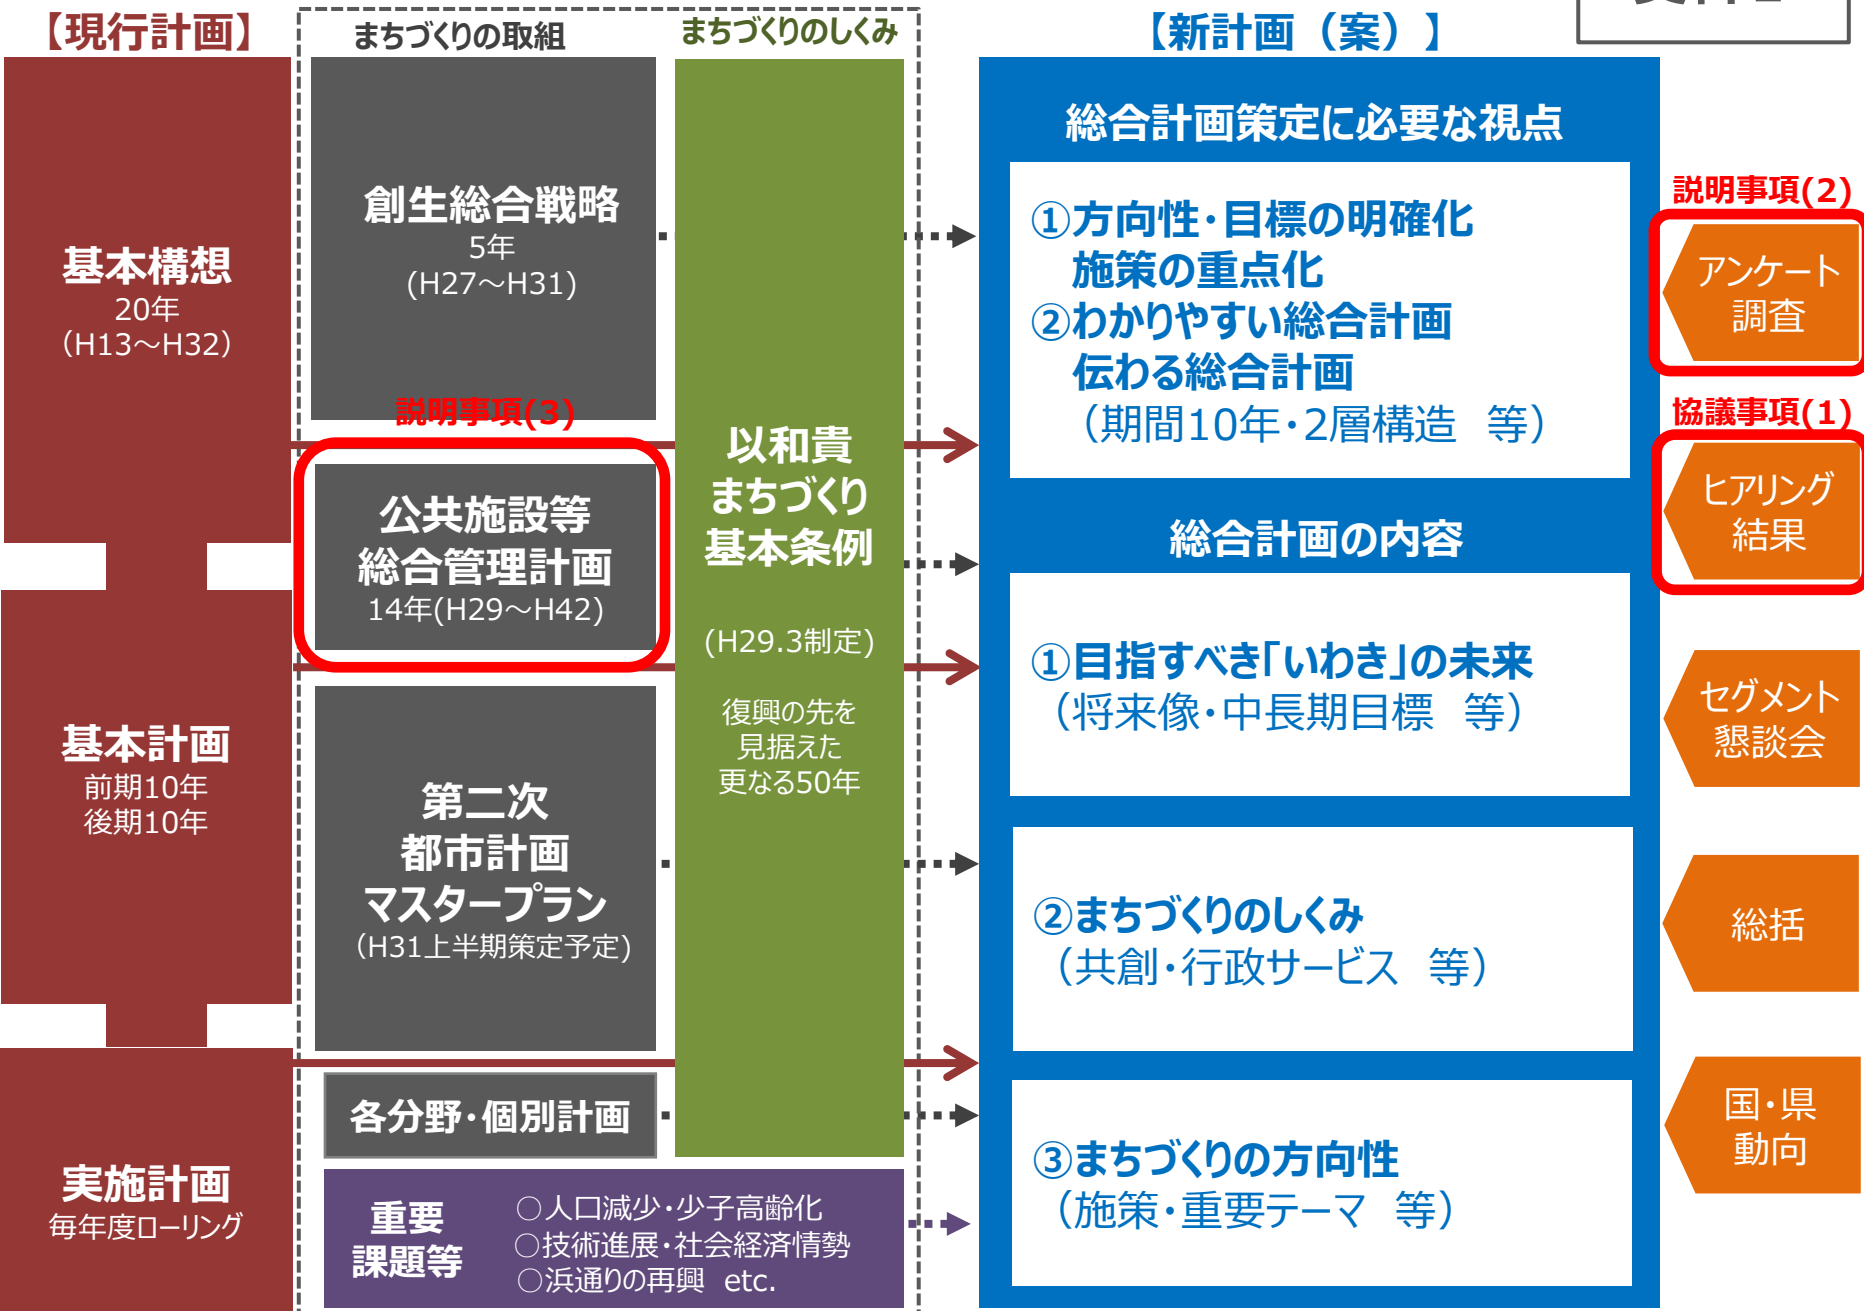 【現行計画】
基本構想
20年
（H13～H32）
基本計画
前期10年
後期10年
実施計画
毎年度ローリング
まちづくりの取組
創生総合戦略
5年
(H27～H31)
説明事項(3)
公共施設等
総合管理計画
14年(H29～H42)
第二次
都市計画
マスタープラン
（H31上半期策定予定)
各分野・個別計画
重要
課題等
○人口減少・少子高齢化
○技術進展・社会経済情勢
○浜通りの再興 etc.
まちづくりのしくみ
以和貴
まちづくり
基本条例
(H29.3制定)
復興の先を
見据えた
更なる50年
【新計画（案）】
総合計画策定に必要な視点
①方向性・目標の明確化
施策の重点化
②わかりやすい総合計画
伝わる総合計画
（期間10年・2層構造 等）
総合計画の内容
①目指すべき「いわき」の未来
（将来像・中長期目標 等）
②まちづくりのしくみ
（共創・行政サービス 等）
③まちづくりの方向性
（施策・重要テーマ 等）
説明事項(2)
アンケート
調査
協議事項(1)
ヒアリング
結果
セグメント
懇談会
総括
国・県
動向